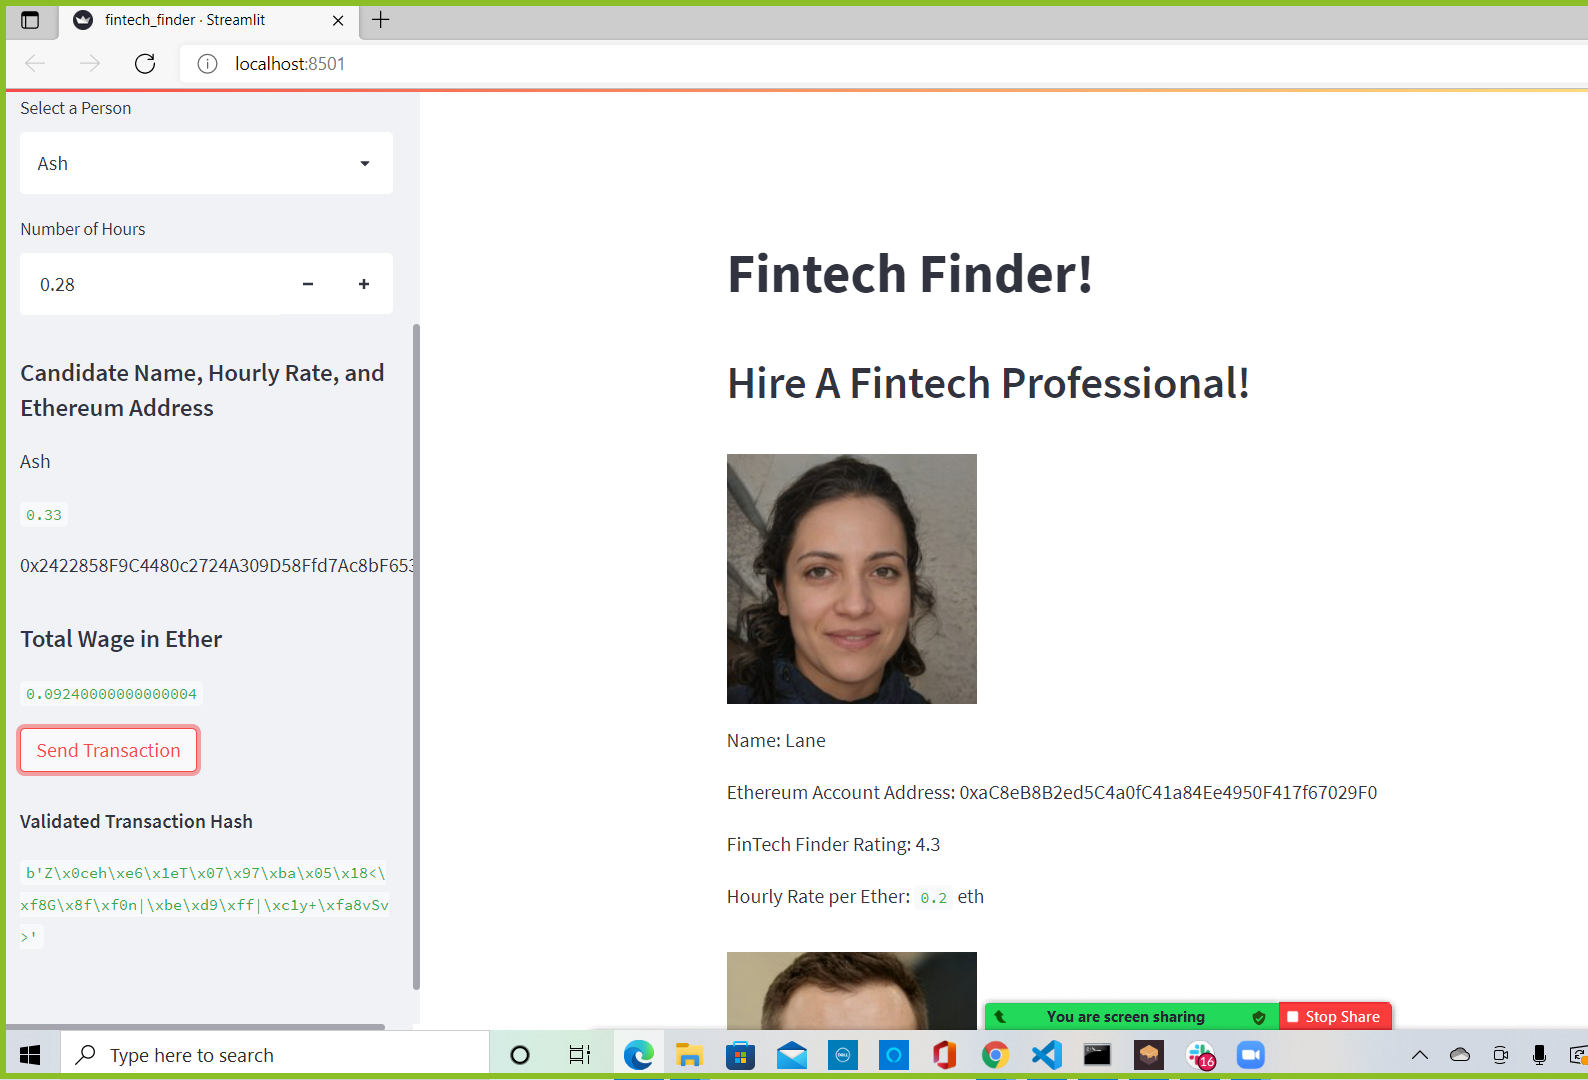 fintech_finder · Streamlit
localhost:8501
Select a Person
Ash
Number of Hours
0.28
Candidate Name, Hourly Rate, and
Ethereum Address
Ash
0.33
0x2422858F9C4480c2724A309D58Ffd7Ac8bF653
Total Wage in Ether
0.09240000000000004
Send Transaction
Validated Transaction Hash
b'Z\x0ceh\xe6\x1eT\x07\x97\xba\x05\x18<\
xf8G\x8f\xf0n|\xbe\xd9\xff|\xc1y+\xfa8vSv
>'
Fintech Finder!
Hire A Fintech Professional!
Name: Lane
Ethereum Account Address: 0xaC8eB8B2ed5C4a0fC41a84Ee4950F417f67029F0
FinTech Finder Rating: 4.3
Hourly Rate per Ether: 0.2 eth
You are screen sharing
Stop Share
Type here to search
DELL
16